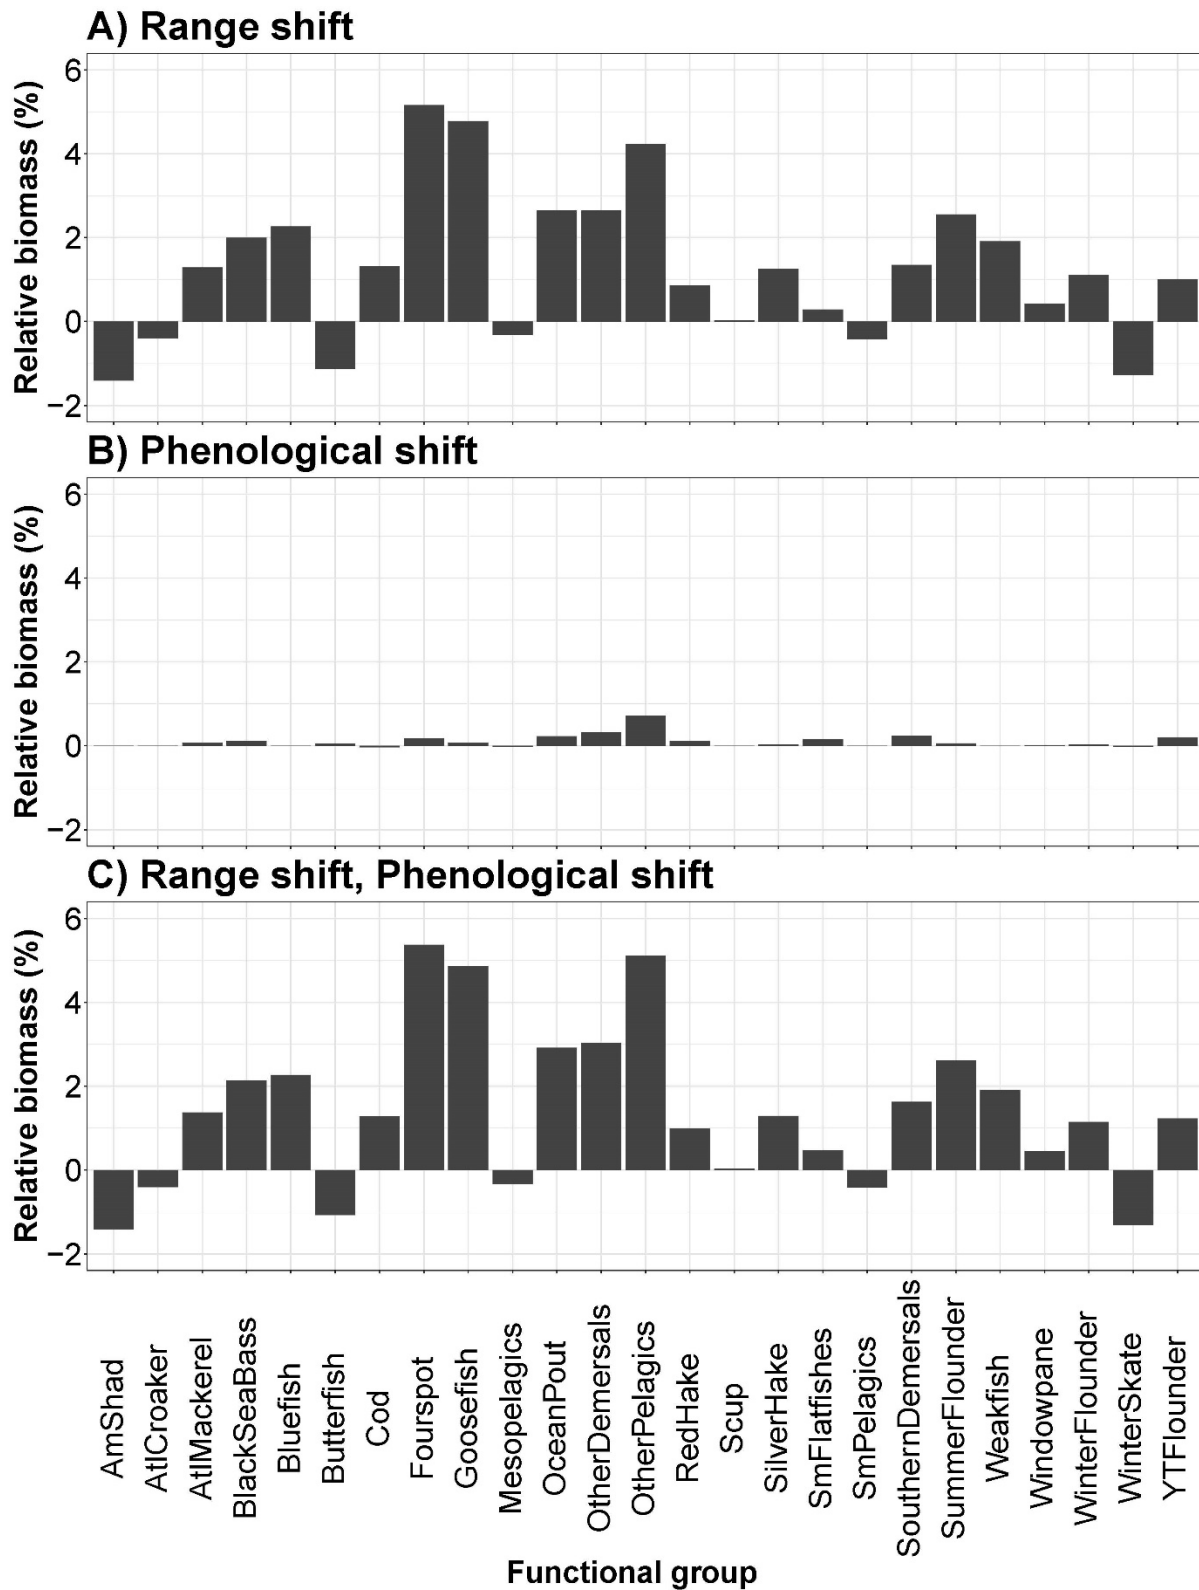 A) Range shift
Relative biomass (%)
6
4
2
0
−2
B) Phenological shift
Relative biomass (%)
6
4
2
0
−2
C) Range shift, Phenological shift
Relative biomass (%)
6
4
2
0
−2
AmShad
AtlCroaker
AtlMackerel
BlackSeaBass
Bluefish
Butterfish
Cod
Fourspot
Goosefish
Mesopelagics
OceanPout
OtherDemersals
OtherPelagics
RedHake
Scup
SilverHake
SmFlatfishes
SmPelagics
SouthernDemersals
SummerFlounder
Weakfish
Windowpane
WinterFlounder
WinterSkate
YTFlounder
Functional group